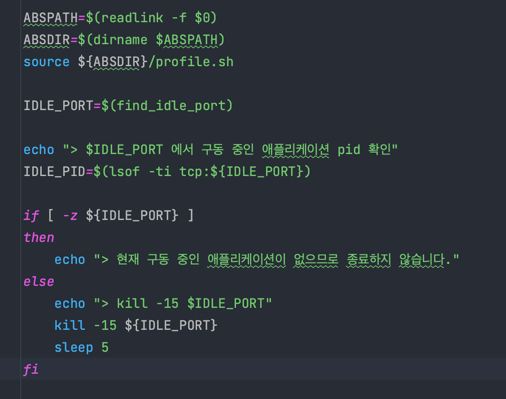 ABSPATH=$(readlink -f $0)
ABSDIR=$(dirname $ABSPATH)
source ${ABSDIR}/profile.sh
IDLE_PORT=$(find_idle_port)
echo "> $IDLE_PORT 에서 구동 중인 애플리케이션 pid 확인"
IDLE_PID=$(lsof -ti tcp:${IDLE_PORT})
if [ -z ${IDLE_PORT} ]
then
    echo "> 현재 구동 중인 애플리케이션이 없으므로 종료하지 않습니다."
else
    echo "> kill -15 $IDLE_PORT"
    kill -15 ${IDLE_PORT}
    sleep 5
fi